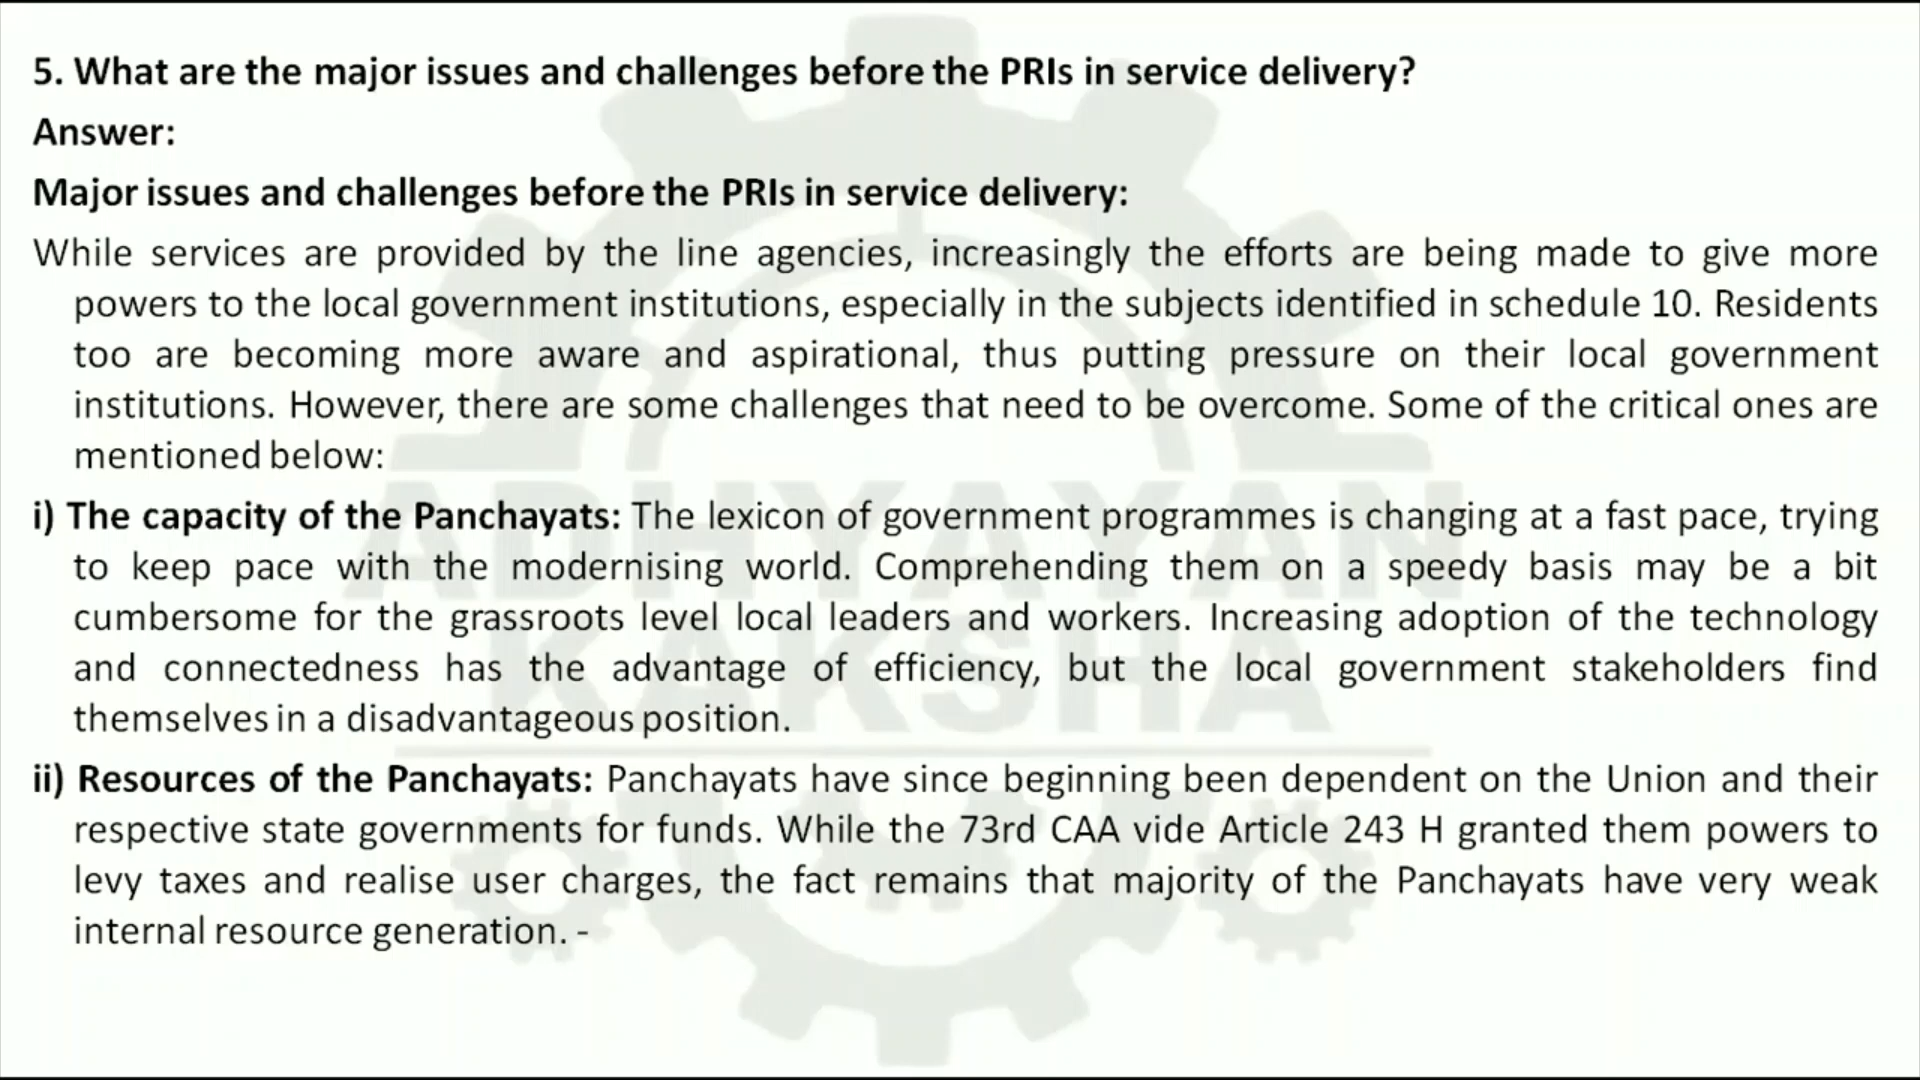 5. What are the major issues and challenges before the PRIs in service delivery?
Answer:
Major issues and challenges before the PRIs in service delivery:
While services are provided by the line agencies, increasingly the efforts are being made to give more
powers to the local government institutions, especially in the subjects identified in schedule 10. Residents
too are becoming more aware and aspirational, thus putting pressure on their local government
institutions. However, there are some challenges that need to be overcome. Some of the critical ones are
mentioned below:
i) The capacity of the Panchayats: The lexicon of government programmes is changing at a fast pace, trying
to keep pace with the modernising world. Comprehending them on a speedy basis may be a bit
cumbersome for the grassroots level local leaders and workers. Increasing adoption of the technology
and connectedness has the advantage of efficiency, but the local government stakeholders find
themselves in a disadvantageous position.
ii) Resources of the Panchayats: Panchayats have since beginning been dependent on the Union and their
respective state governments for funds. While the 73rd CAA vide Article 243 H granted them powers to
levy taxes and realise user charges, the fact remains that majority of the Panchayats have very weak
internal resource generation. -
ADHYAYAN
KAKSHA